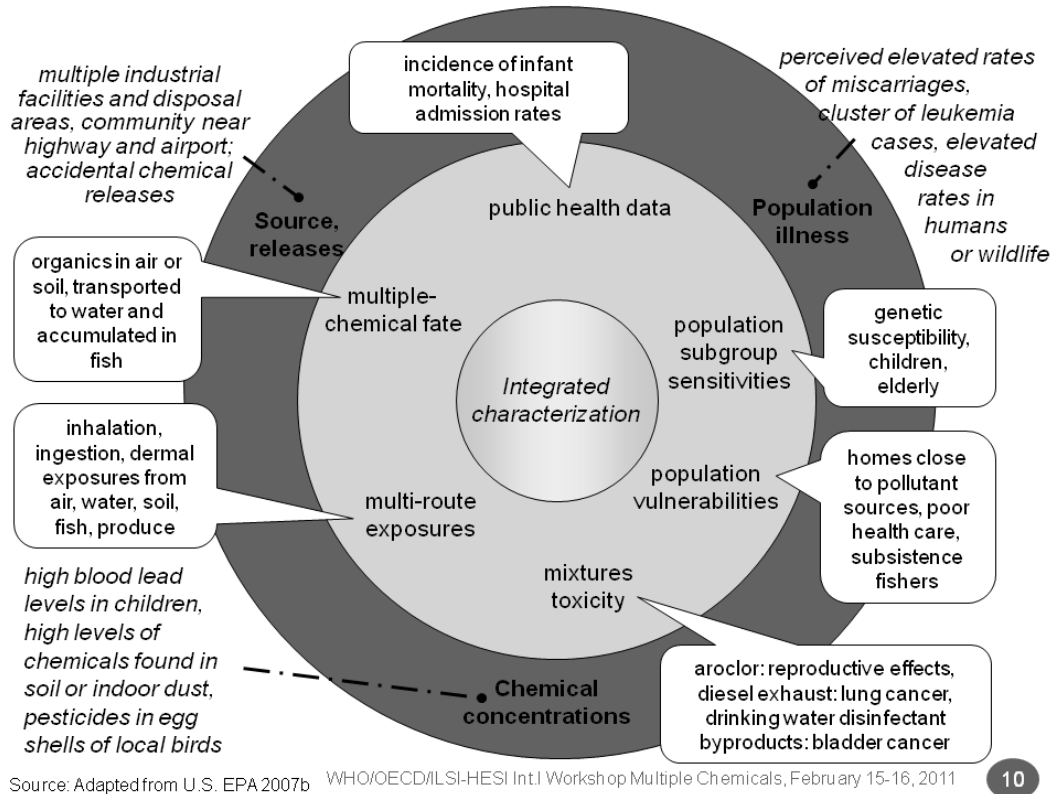 multiple industrial
facilities and disposal
areas, community near
highway and airport;
accidental chemical
releases
incidence of infant
mortality, hospital
admission rates
perceived elevated rates
of miscarriages,
cluster of leukemia
cases, elevated
disease
rates in
humans
or wildlife
Source,
releases
public health data
Population
illness
organics in air or
soil, transported
to water and
accumulated in
fish
multiple-
chemical fate
population
subgroup
sensitivities
genetic
susceptibility,
children,
elderly
Integrated
characterization
inhalation,
ingestion, dermal
exposures from
air, water, soil,
fish, produce
multi-route
exposures
population
vulnerabilities
homes close
to pollutant
sources, poor
health care,
subsistence
fishers
mixtures
toxicity
high blood lead
levels in children,
high levels of
chemicals found in
soil or indoor dust,
pesticides in egg
shells of local birds
Chemical
concentrations
aroclor: reproductive effects,
diesel exhaust: lung cancer,
drinking water disinfectant
byproducts: bladder cancer
Source: Adapted from U.S. EPA 2007b
WHO/OECD/ILSI-HESI Int.l Workshop Multiple Chemicals, February 15-16, 2011
10